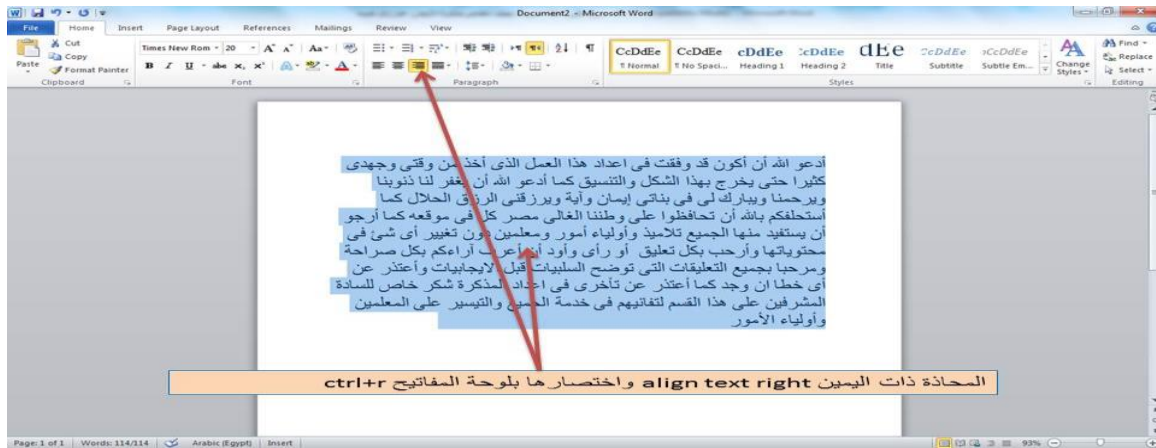 Document2 - Microsoft Word
File Home Insert Page Layout References Mailings Review View
Paste
Cut
Copy
Format Painter
Clipboard
Times New Rom 20
Font
Paragraph
CcDdEe CcDdEe cDdEe CcDdEe CcDdEe
¶ Normal ¶ No Spaci... Heading 1 Heading 2 Title Subtitle Subtle Em...
Change Styles
Styles
Find
Replace
Select
Editing
أدعو الله أن أكون قد وفقت فى اعداد هذا العمل الذى أخذ من وقتى وجهدى
كثيرا حتى يخرج بهذا الشكل والتنسيق كما أدعو الله أن يغفر لنا ذنوبنا
ويرحمنا ويبارك لى فى بناتى إيمان وآية ويرزقنى الرزق الحلال كما
أستحلفكم بالله أن تحافظوا على وطننا الغالى مصر كل فى موقعه كما أرجو
أن يستفيد منها الجميع تلاميذ وأولياء أمور ومعلمين دون تغيير أى شئ فى
محتوياتها وأرحب بكل تعليق أو رأى وأود أن أعرف آراءكم بكل صراحة
ومرحبا بجميع التعليقات التى توضح السلبيات قبل الايجابيات وأعتذر عن
أى خطا ان وجد كما أعتذر عن تأخرى فى اعداد المذكرة شكر خاص للسادة
المشرفين على هذا القسم لتفانيهم فى خدمة الجميع والتيسير على المعلمين
وأولياء الأمور
المحاذة ذات اليمين align text right واختصارها بلوحة المفاتيح ctrl+r
Page: 1 of 1 Words: 114/114 Arabic (Egypt) Insert 93%